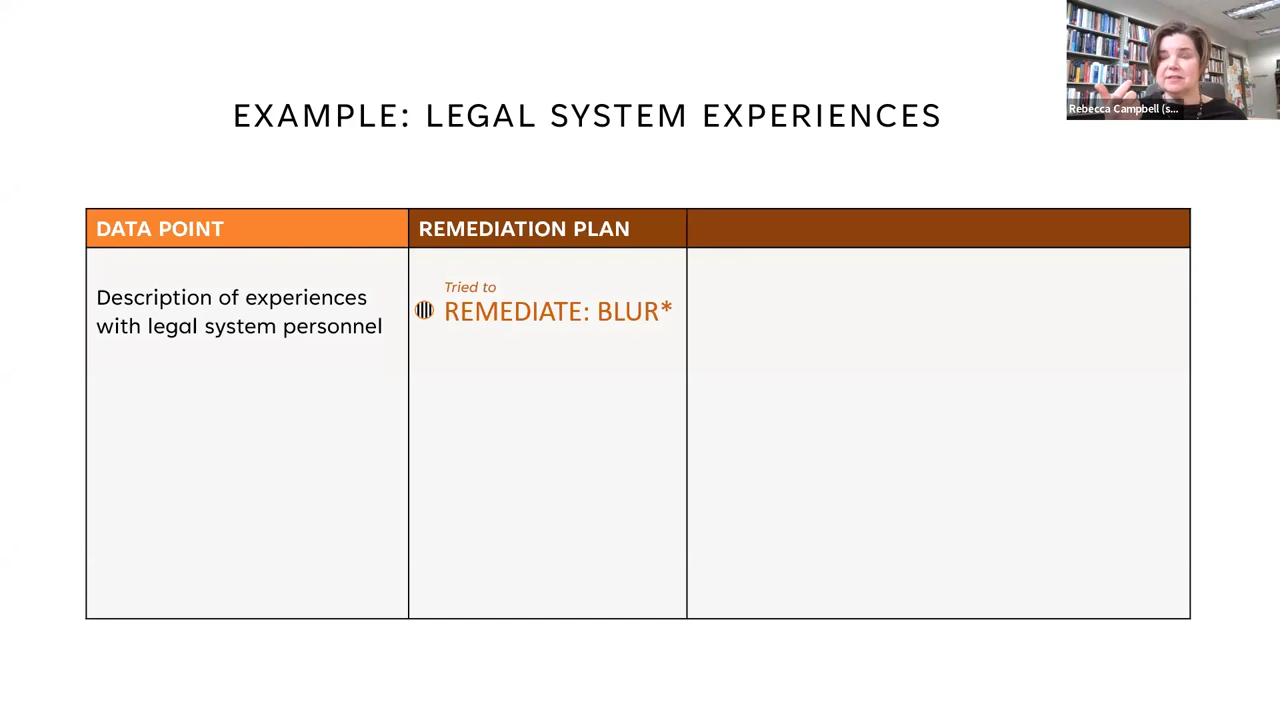 Rebecca Campbell (s...
EXAMPLE: LEGAL SYSTEM EXPERIENCES
DATA POINT
REMEDIATION PLAN
Description of experiences
with legal system personnel
Tried to
REMEDIATE: BLUR*